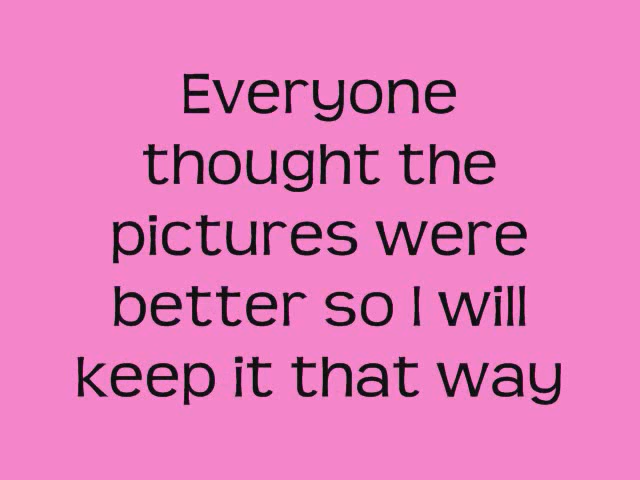 Everyone
thought the
pictures were
better so I will
keep it that way